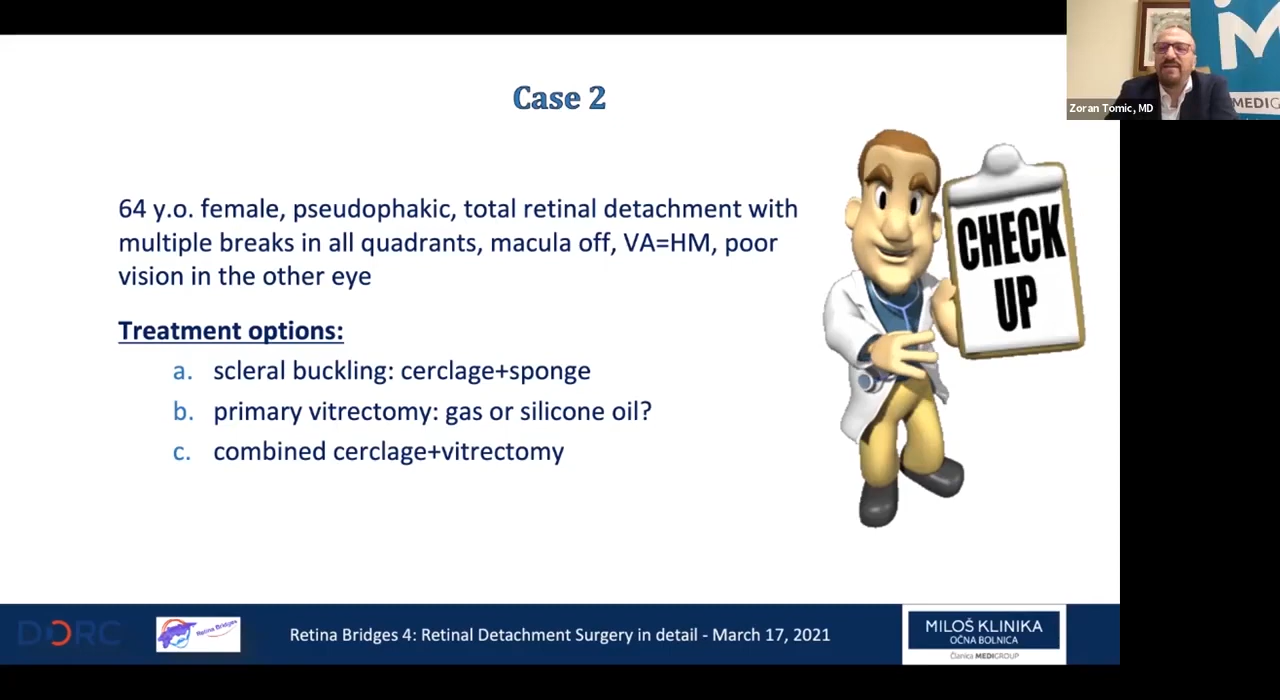 Zoran Tomic, MD
MEDIG
Case 2
64 y.o. female, pseudophakic, total retinal detachment with
multiple breaks in all quadrants, macula off, VA=HM, poor
vision in the other eye
Treatment options:
a. scleral buckling: cerclage+sponge
b. primary vitrectomy: gas or silicone oil?
c. combined cerclage+vitrectomy
CHECK
UP
DORC
Retina Bridges
Retina Bridges 4: Retinal Detachment Surgery in detail - March 17, 2021
MILOŠ KLINIKA
OČNA BOLNICA
Članica MEDIGROUP